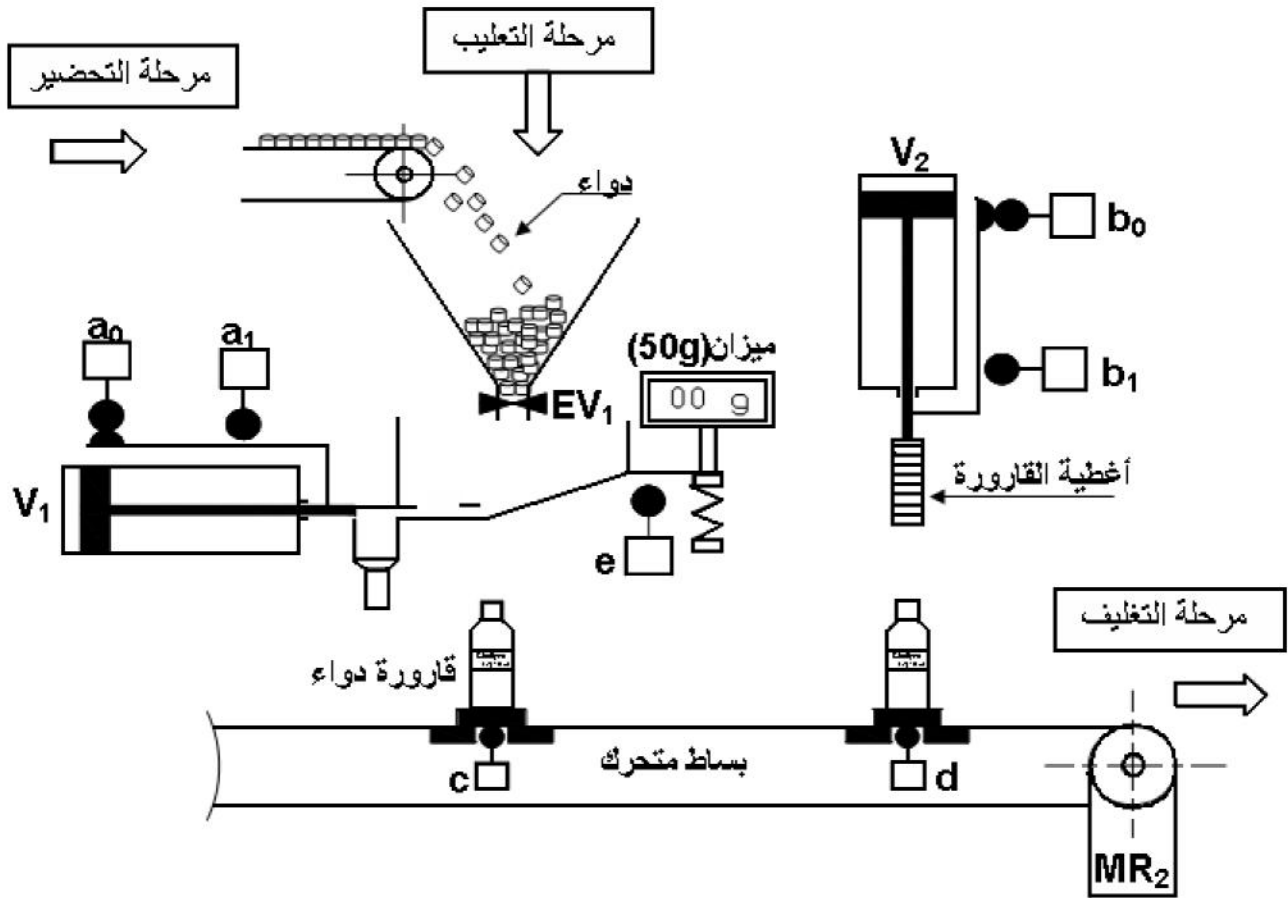 مرحلة التعليب
مرحلة التحضير
دواء
V₂
b₀
a₀
a₁
ميزان(50g)
00 g
b₁
EV₁
أغطية القارورة
V₁
e
مرحلة التغليف
قارورة دواء
بساط متحرك
c
d
MR₂